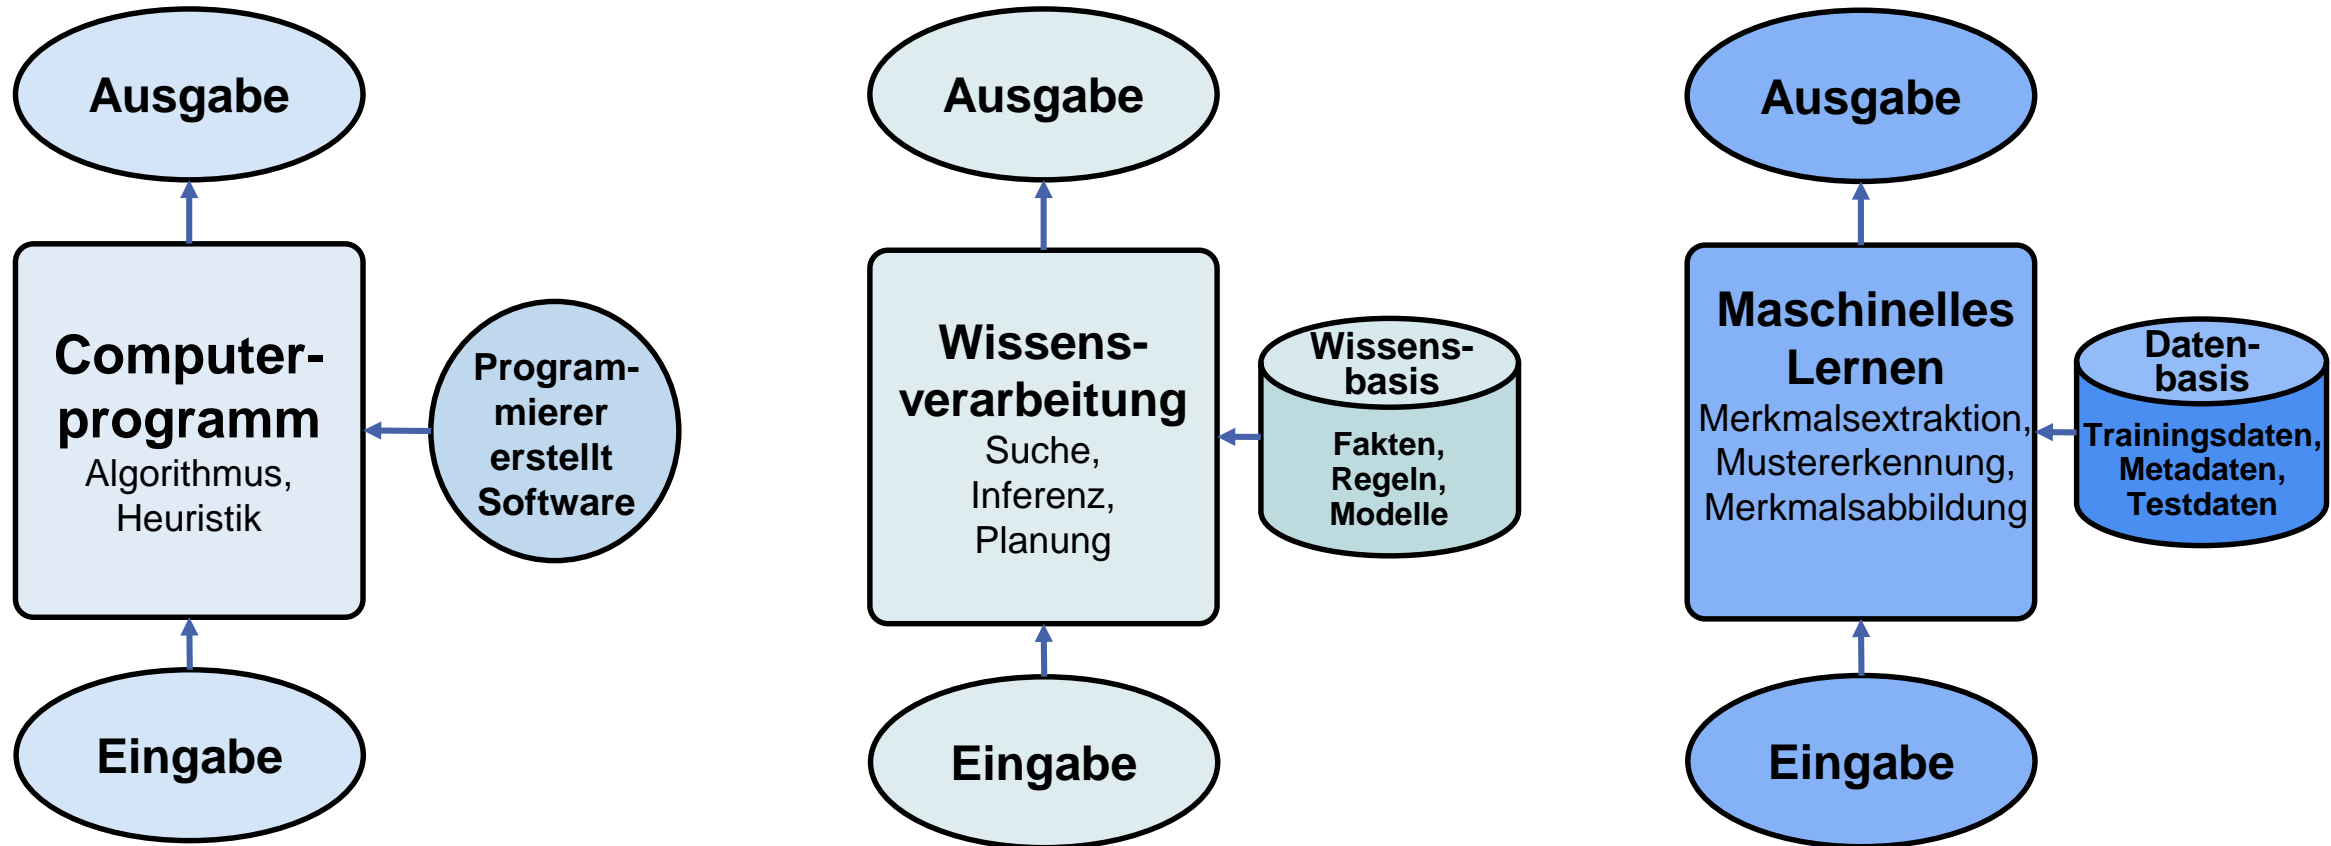 Ausgabe
Computer-
programm
Algorithmus,
Heuristik
Program-
mierer
erstellt
Software
Eingabe
Ausgabe
Wissens-
verarbeitung
Suche,
Inferenz,
Planung
Wissens-
basis
Fakten,
Regeln,
Modelle
Eingabe
Ausgabe
Maschinelles
Lernen
Merkmalsextraktion,
Mustererkennung,
Merkmalsabbildung
Daten-
basis
Trainingsdaten,
Metadaten,
Testdaten
Eingabe